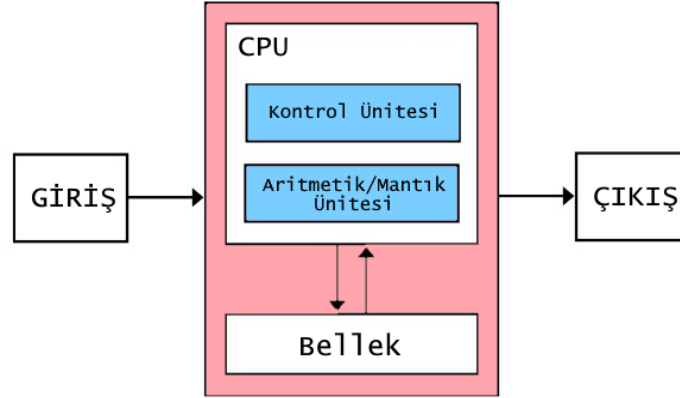 CPU
Kontrol Ünitesi
Aritmetik/Mantık
Ünitesi
GİRİŞ
ÇIKIŞ
Bellek